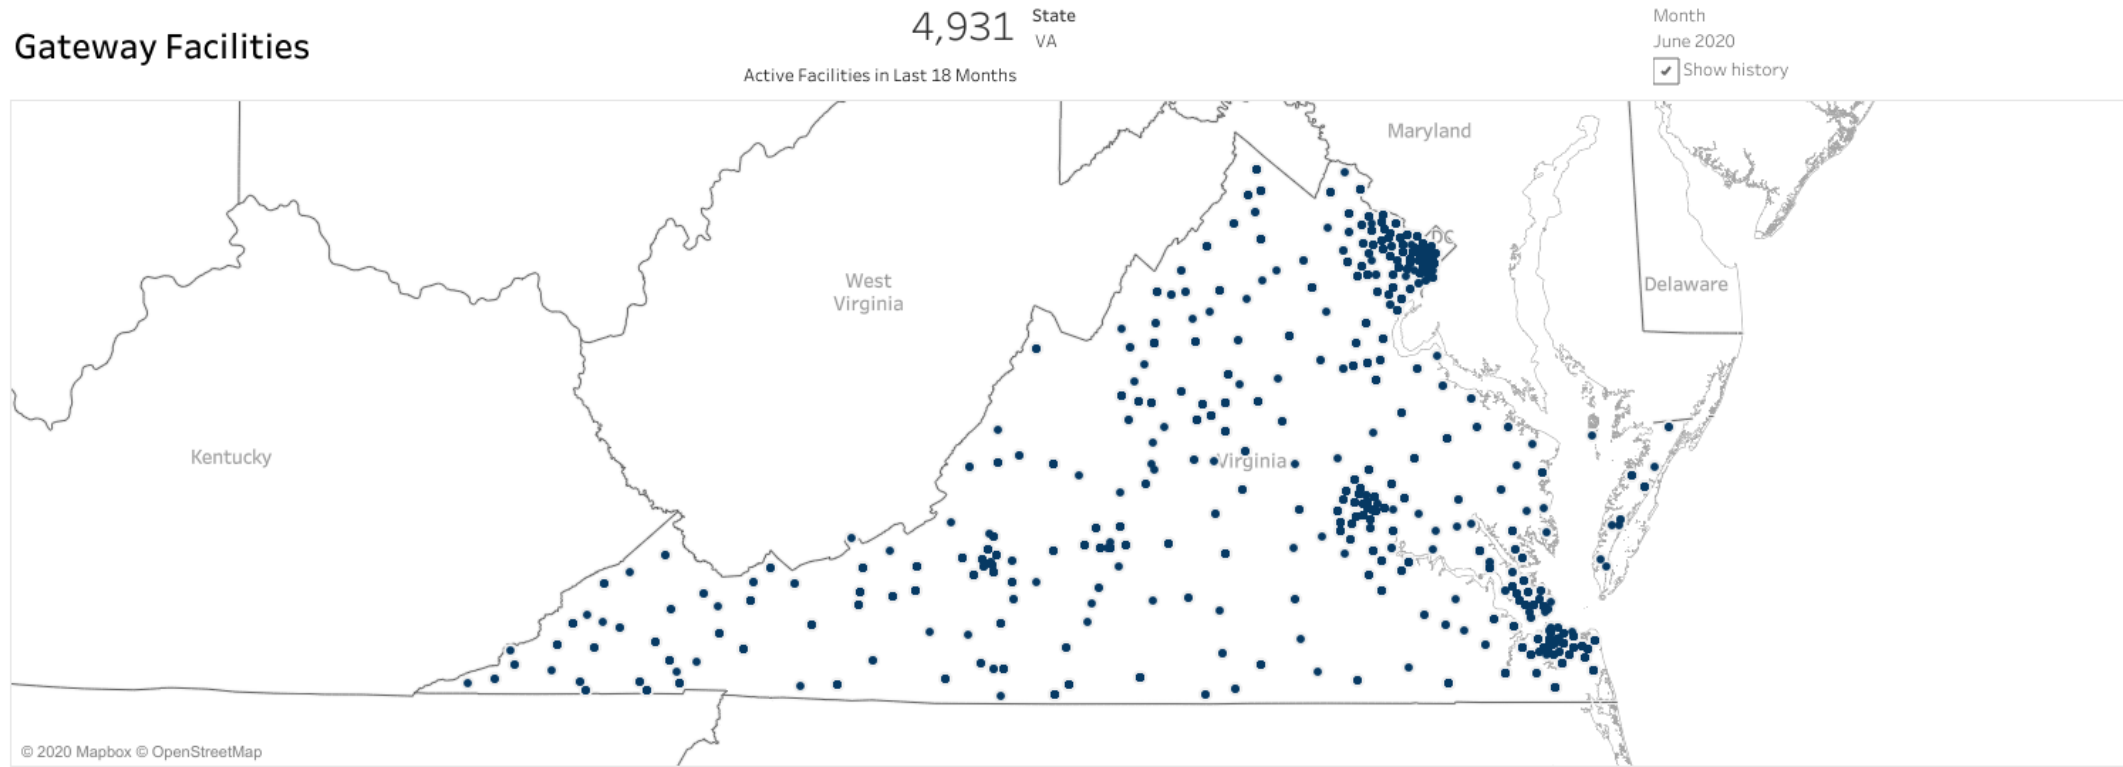 Gateway Facilities
4,931
Active Facilities in Last 18 Months
State
VA
Month
June 2020
Show history
Maryland
DC
West
Virginia
Delaware
Kentucky
Virginia
© 2020 Mapbox © OpenStreetMap